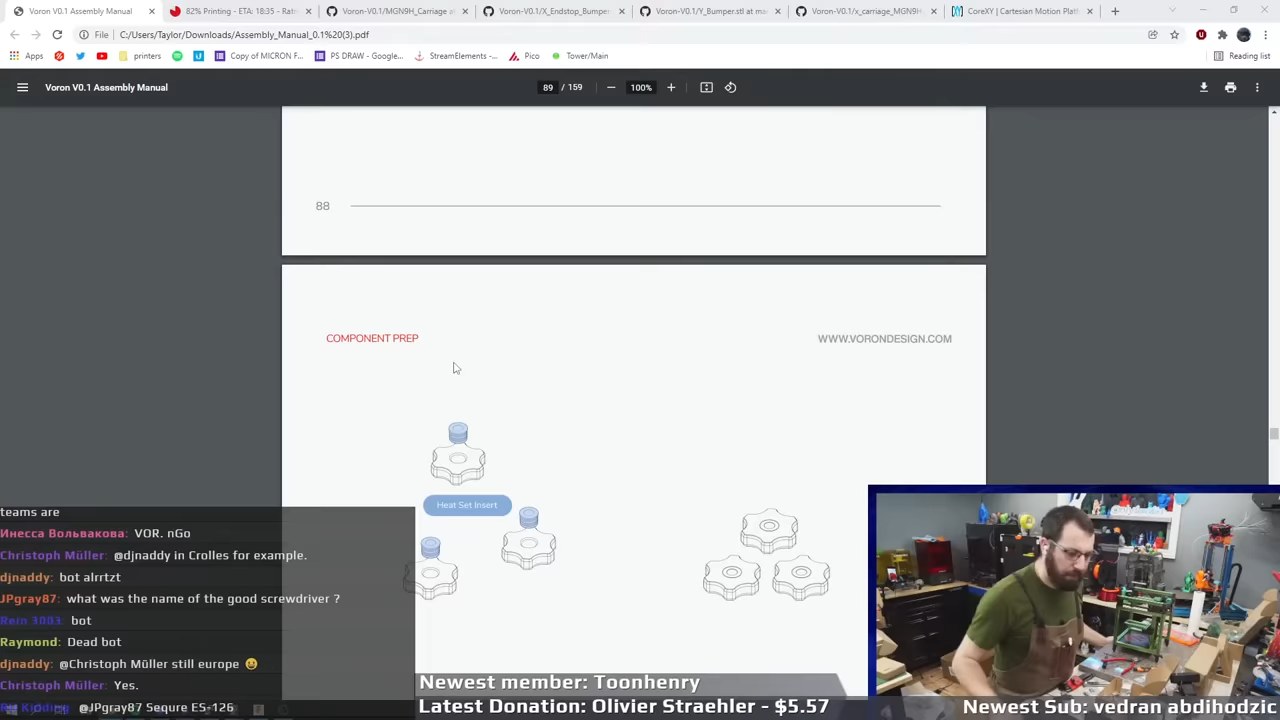 Voron V0.1 Assembly Manual
82% Printing - ETA: 18:35 - Ratr
Voron-V0.1/MGN9H_Carriage a
Voron-V0.1/X_Endstop_Bumper
Voron-V0.1/Y_Bumper.stl at ma
Voron-V0.1/x_carriage_MGN9H
CoreXY | Cartesian Motion Plat
File
C:/Users/Taylor/Downloads/Assembly_Manual_0.1%20(3).pdf
Apps
printers
Copy of MICRON F...
PS DRAW - Google...
StreamElements -...
Pico
Tower/Main
Reading list
Voron V0.1 Assembly Manual
89 / 159
100%
88
COMPONENT PREP
WWW.VORONDESIGN.COM
Heat Set Insert
teams are
Инесса Вольвакова: VOR. nGo
Christoph Müller: @djnaddy in Crolles for example.
djnaddy: bot alrrtzt
JPgray87: what was the name of the good screwdriver ?
Rein 3003: bot
Raymond: Dead bot
djnaddy: @Christoph Müller still europe
Christoph Müller: Yes.
@JPgray87 Sequre ES-126
Newest member: Toonhenry
Latest Donation: Olivier Straehler - $5.57
Newest Sub: vedran abdihodzic